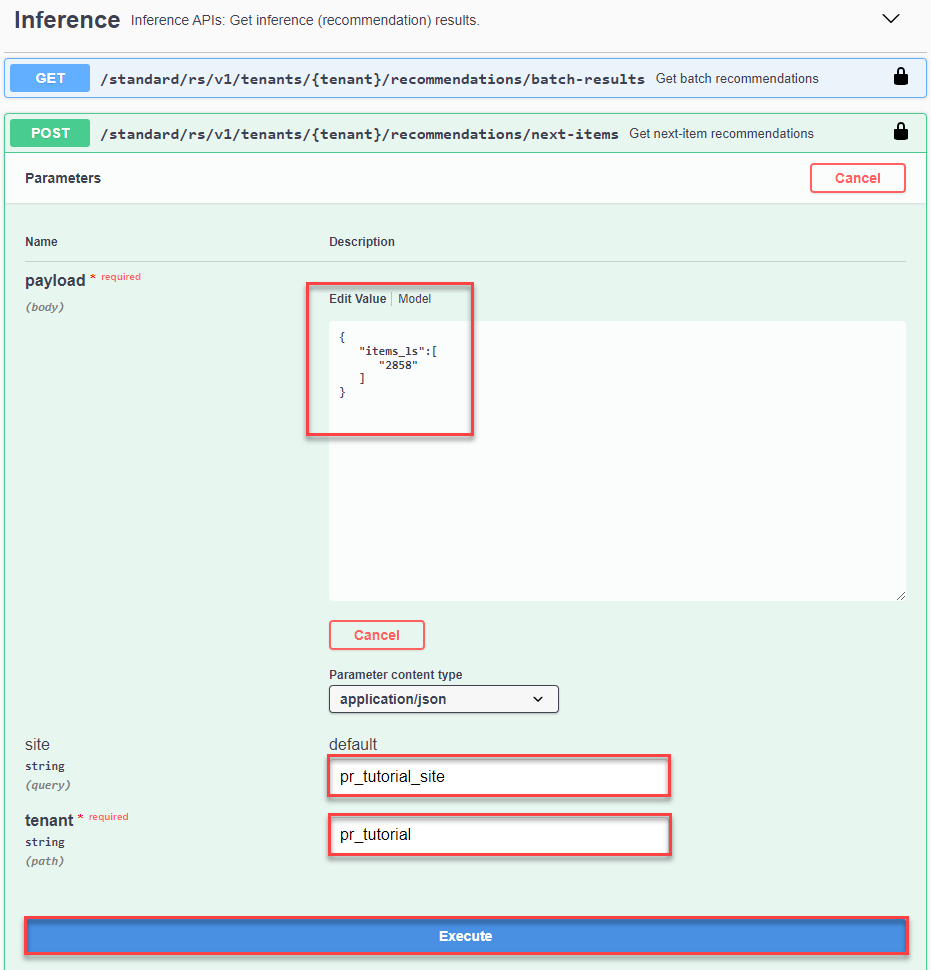 Inference Inference APIs: Get inference (recommendation) results.
GET /standard/rs/v1/tenants/{tenant}/recommendations/batch-results Get batch recommendations
POST /standard/rs/v1/tenants/{tenant}/recommendations/next-items Get next-item recommendations
Parameters Cancel
Name Description
payload * required
(body)
Edit Value | Model
{
"items_ls":[
"2858"
]
}
Cancel
Parameter content type
application/json
site default
string
(query)
pr_tutorial_site
tenant * required
string
(path)
pr_tutorial
Execute